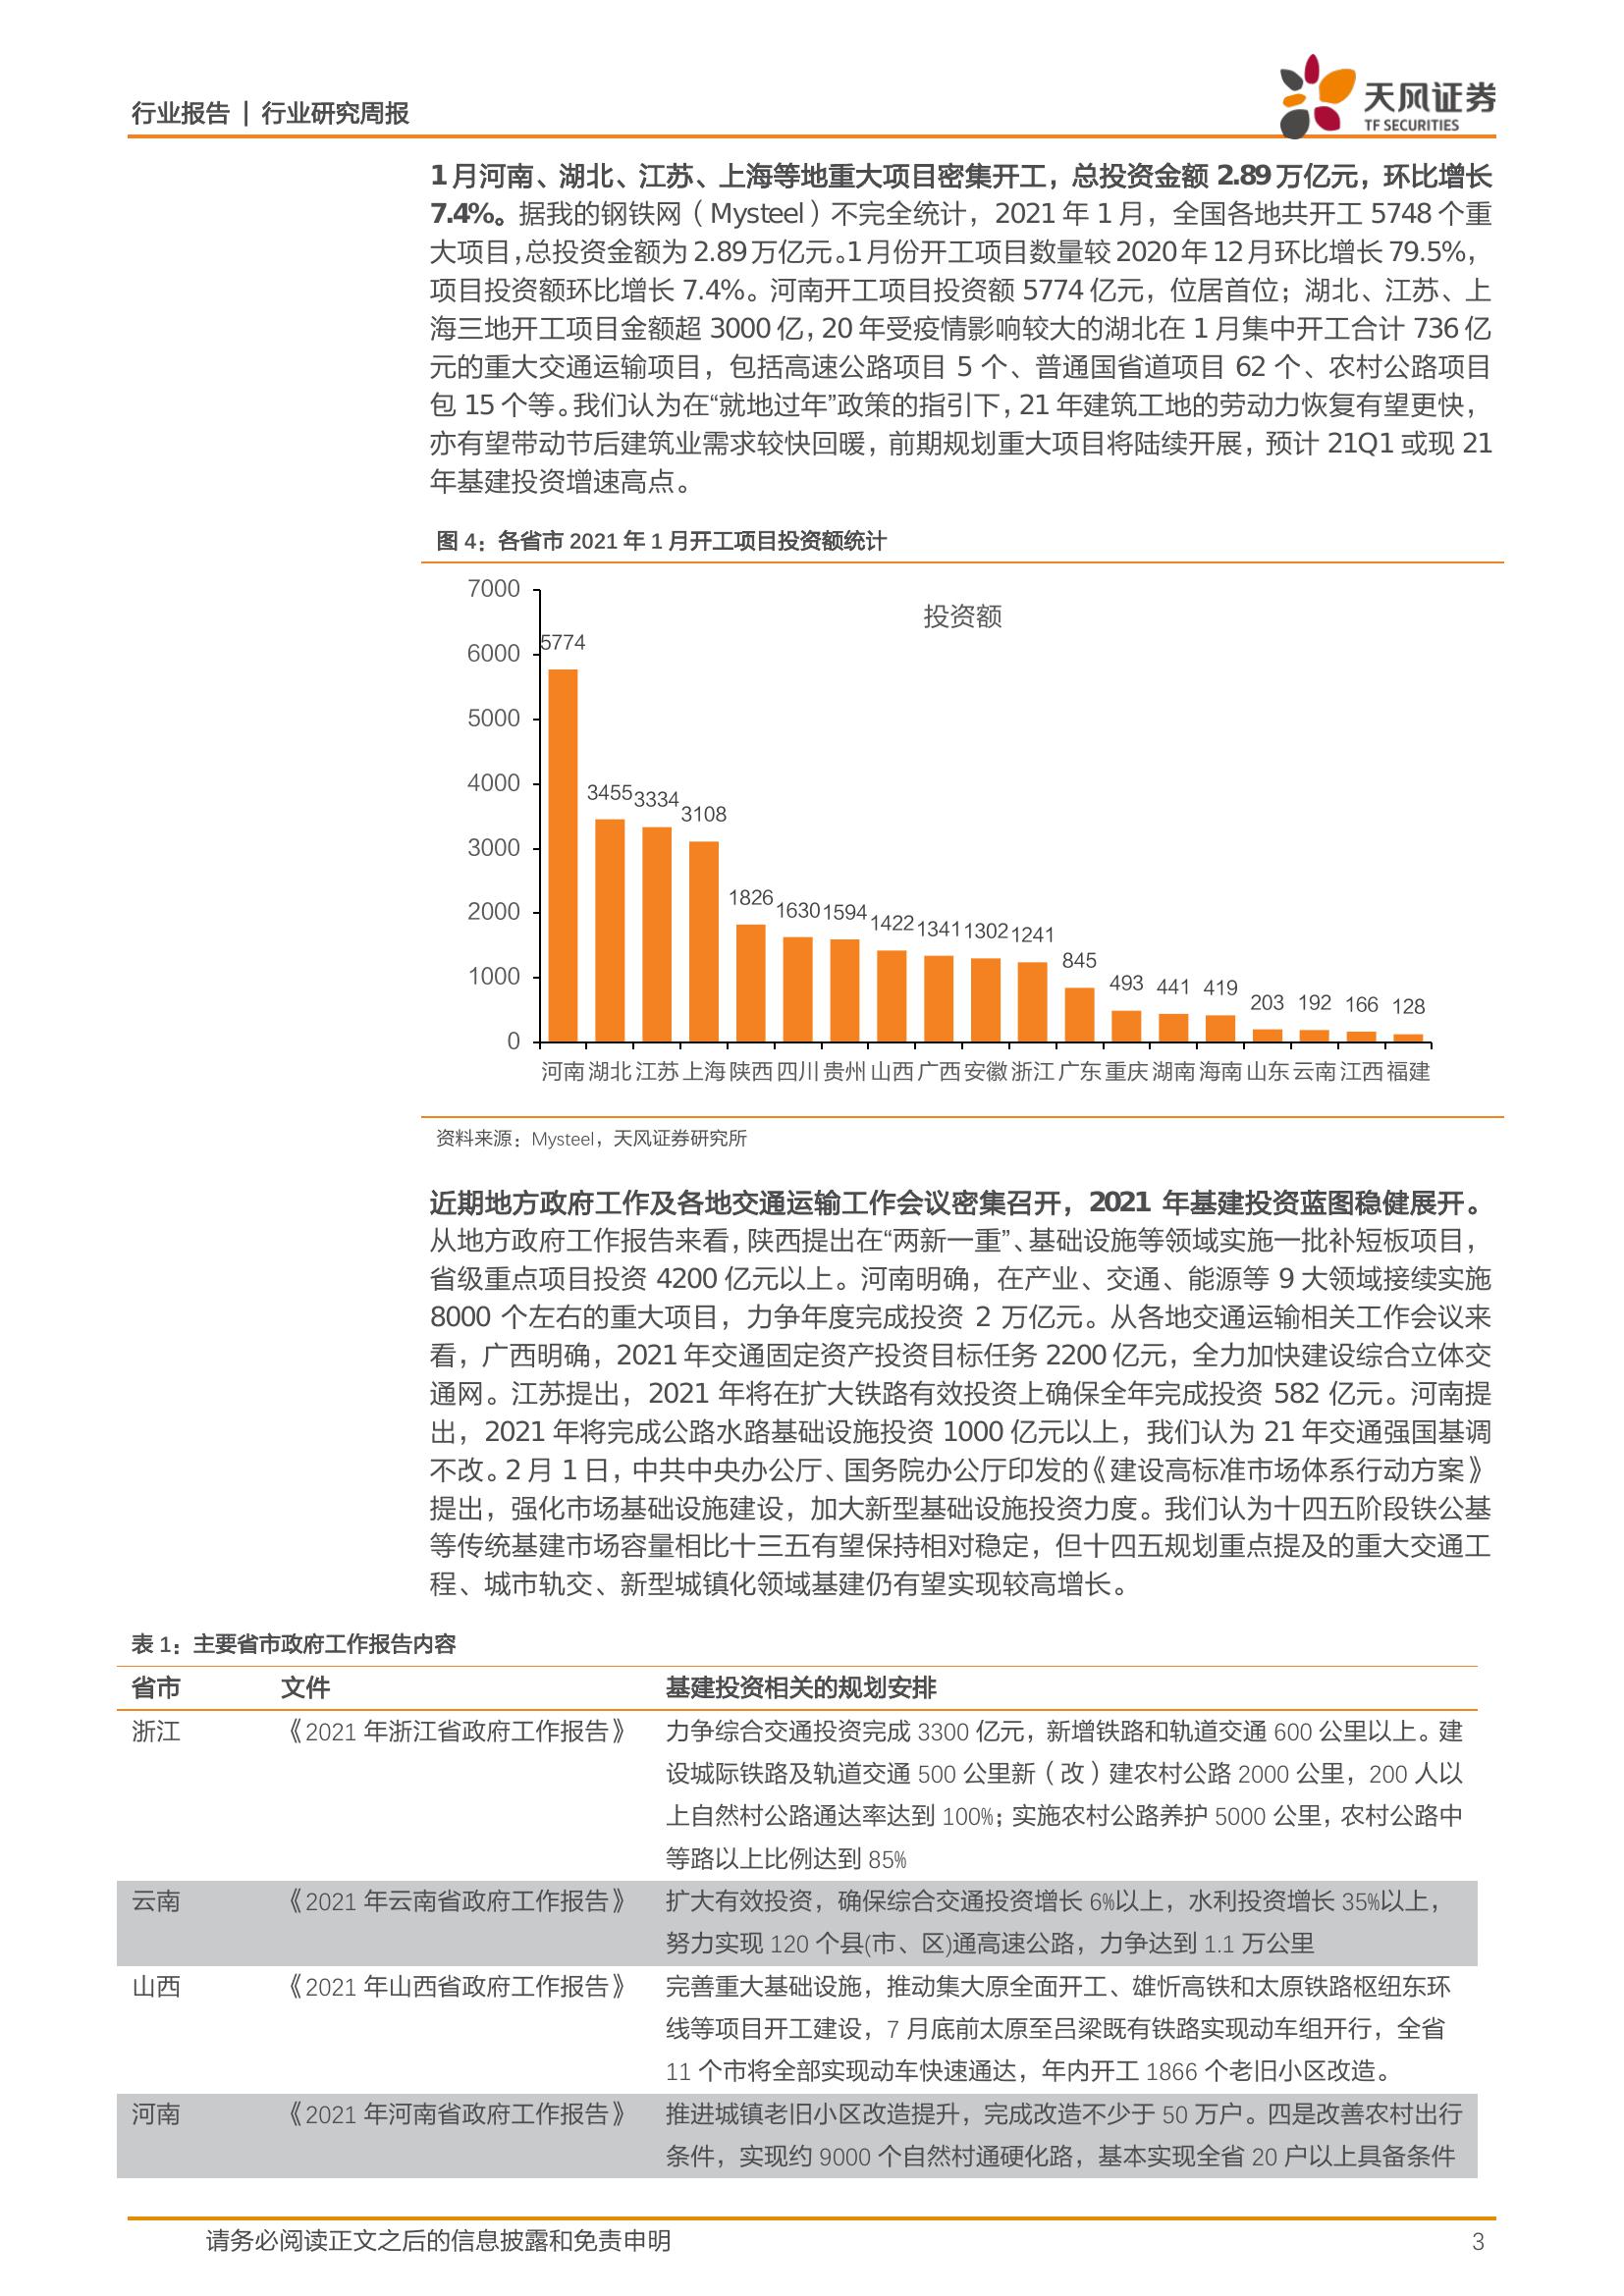 行业报告 | 行业研究周报
天风证券
TF SECURITIES
1月河南、湖北、江苏、上海等地重大项目密集开工，总投资金额 2.89 万亿元，环比增长
7.4%。据我的钢铁网（Mysteel）不完全统计，2021 年 1 月，全国各地共开工 5748 个重
大项目，总投资金额为 2.89 万亿元。1 月份开工项目数量较 2020 年 12 月环比增长 79.5%，
项目投资额环比增长 7.4%。河南开工项目投资额 5774 亿元，位居首位；湖北、江苏、上
海三地开工项目金额超 3000 亿，20 年受疫情影响较大的湖北在 1 月集中开工合计 736 亿
元的重大交通运输项目，包括高速公路项目 5 个、普通国省道项目 62 个、农村公路项目
包 15 个等。我们认为在“就地过年”政策的指引下，21 年建筑工地的劳动力恢复有望更快，
亦有望带动节后建筑业需求较快回暖，前期规划重大项目将陆续开展，预计 21Q1 或现 21
年基建投资增速高点。
图 4：各省市 2021 年 1 月开工项目投资额统计
投资额
7000
6000
5000
4000
3000
2000
1000
0
5774 3455 3334 3108 1826 1630 1594 1422 1341 1302 1241 845 493 441 419 203 192 166 128
河南 湖北 江苏 上海 陕西 四川 贵州 山西 广西 安徽 浙江 广东 重庆 湖南 海南 山东 云南 江西 福建
资料来源：Mysteel，天风证券研究所
近期地方政府工作及各地交通运输工作会议密集召开，2021 年基建投资蓝图稳健展开。
从地方政府工作报告来看，陕西提出在“两新一重”、基础设施等领域实施一批补短板项目，
省级重点项目投资 4200 亿元以上。河南明确，在产业、交通、能源等 9 大领域接续实施
8000 个左右的重大项目，力争年度完成投资 2 万亿元。从各地交通运输相关工作会议来
看，广西明确，2021 年交通固定资产投资目标任务 2200 亿元，全力加快建设综合立体交
通网。江苏提出，2021 年将在扩大铁路有效投资上确保全年完成投资 582 亿元。河南提
出，2021 年将完成公路水路基础设施投资 1000 亿元以上，我们认为 21 年交通强国基调
不改。2 月 1 日，中共中央办公厅、国务院办公厅印发的《建设高标准市场体系行动方案》
提出，强化市场基础设施建设，加大新型基础设施投资力度。我们认为十四五阶段铁公基
等传统基建市场容量相比十三五有望保持相对稳定，但十四五规划重点提及的重大交通工
程、城市轨交、新型城镇化领域基建仍有望实现较高增长。
表 1：主要省市政府工作报告内容
省市 文件 基建投资相关的规划安排
浙江 《2021 年浙江省政府工作报告》 力争综合交通投资完成 3300 亿元，新增铁路和轨道交通 600 公里以上。建
设城际铁路及轨道交通 500 公里新（改）建农村公路 2000 公里，200 人以
上自然村公路通达率达到 100%；实施农村公路养护 5000 公里，农村公路中
等路以上比例达到 85%
云南 《2021 年云南省政府工作报告》 扩大有效投资，确保综合交通投资增长 6%以上，水利投资增长 35%以上，
努力实现 120 个县(市、区)通高速公路，力争达到 1.1 万公里
山西 《2021 年山西省政府工作报告》 完善重大基础设施，推动集大原全面开工、雄忻高铁和太原铁路枢纽东环
线等项目开工建设，7 月底前太原至吕梁既有铁路实现动车组开行，全省
11 个市将全部实现动车快速通达，年内开工 1866 个老旧小区改造。
河南 《2021 年河南省政府工作报告》 推进城镇老旧小区改造提升，完成改造不少于 50 万户。四是改善农村出行
条件，实现约 9000 个自然村通硬化路，基本实现全省 20 户以上具备条件
请务必阅读正文之后的信息披露和免责申明 3